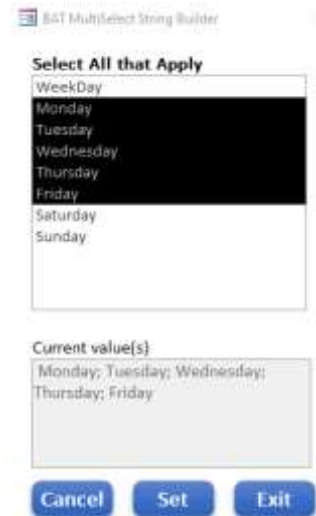 BAT MultiSelect String Builder
Select All that Apply
WeekDay
Monday
Tuesday
Wednesday
Thursday
Friday
Saturday
Sunday
Current value(s)
Monday; Tuesday; Wednesday;
Thursday; Friday
Cancel Set Exit